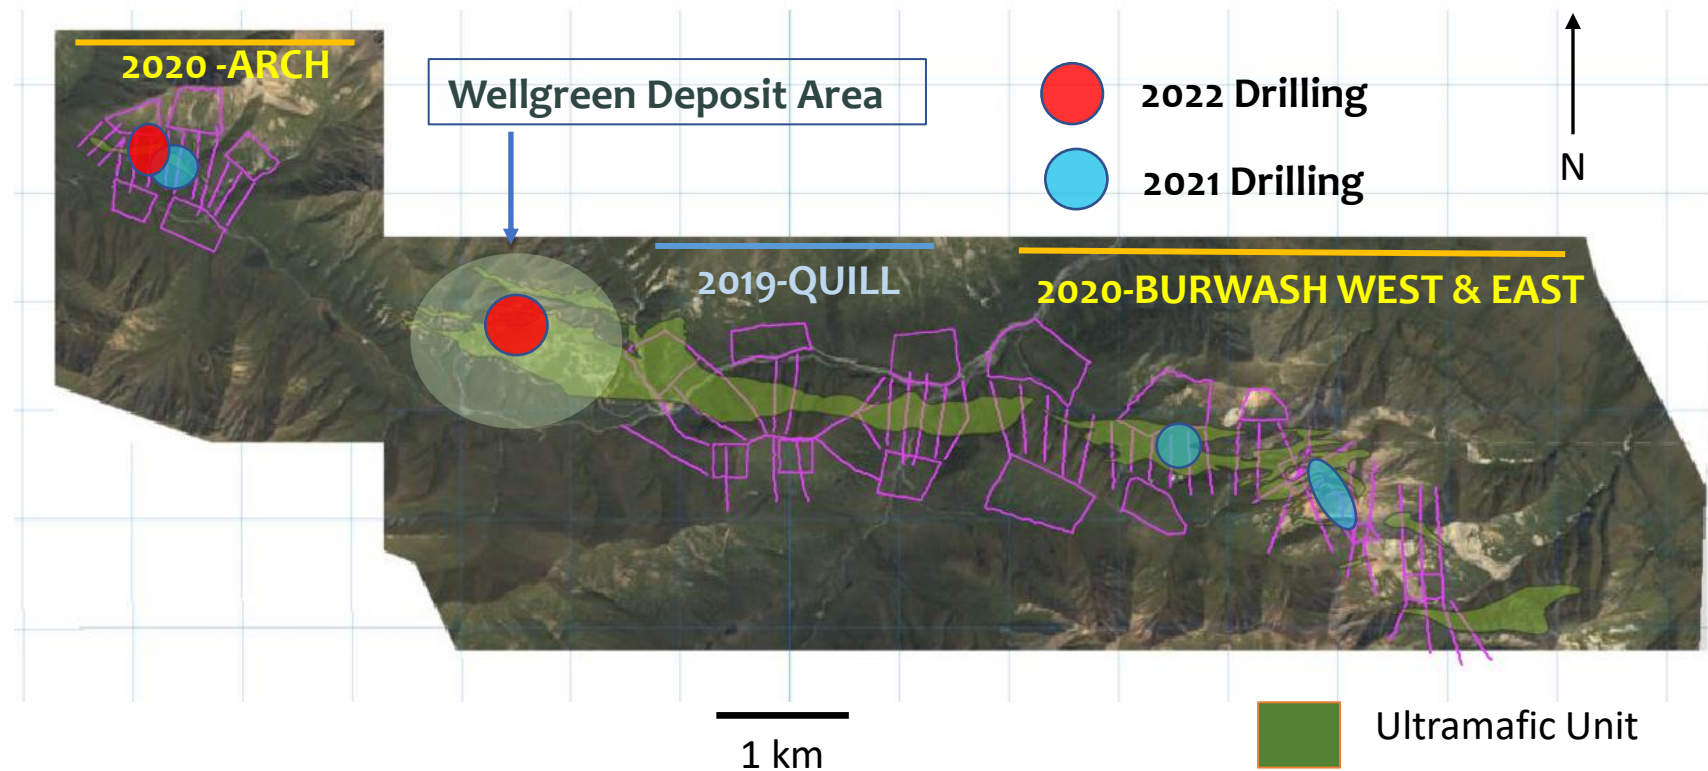 2020 -ARCH
Wellgreen Deposit Area
2022 Drilling
2021 Drilling
N
2019-QUILL
2020-BURWASH WEST & EAST
1 km
Ultramafic Unit